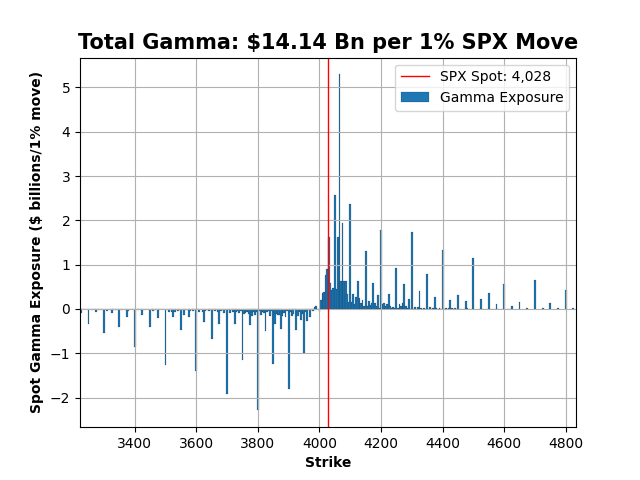 Total Gamma: $14.14 Bn per 1% SPX Move
SPX Spot: 4,028
Gamma Exposure
Spot Gamma Exposure ($ billions/1% move)
5
4
3
2
1
0
−1
−2
3400 3600 3800 4000 4200 4400 4600 4800
Strike